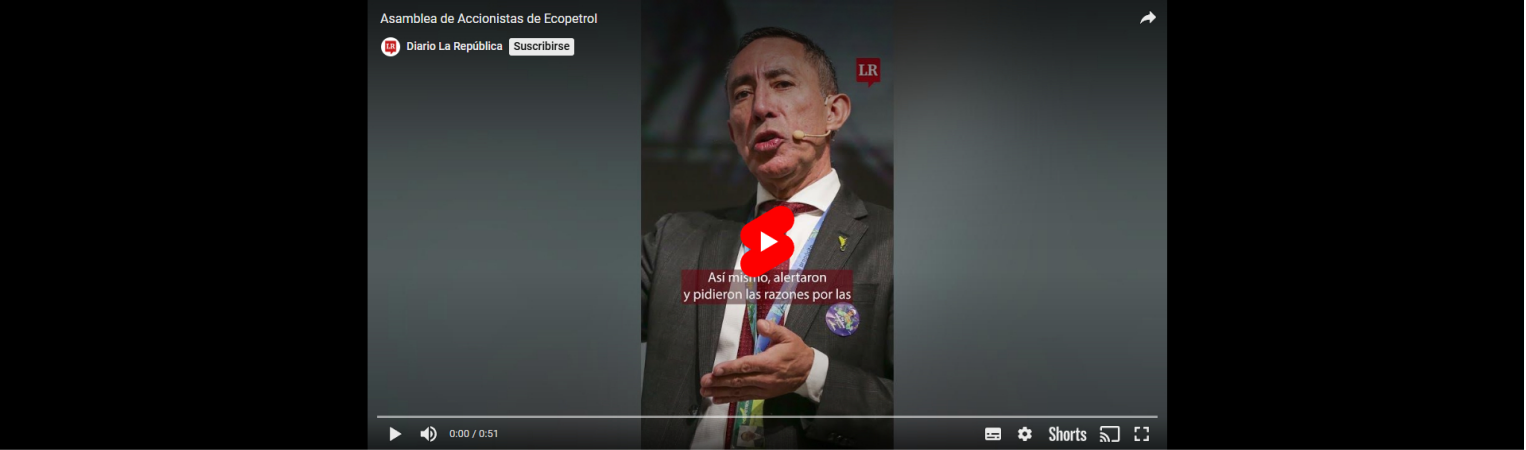 Asamblea de Accionistas de Ecopetrol
LR
Diario La República
Suscribirse
LR
Así mismo, alertaron
y pidieron las razones por las
0:00 / 0:51
Shorts